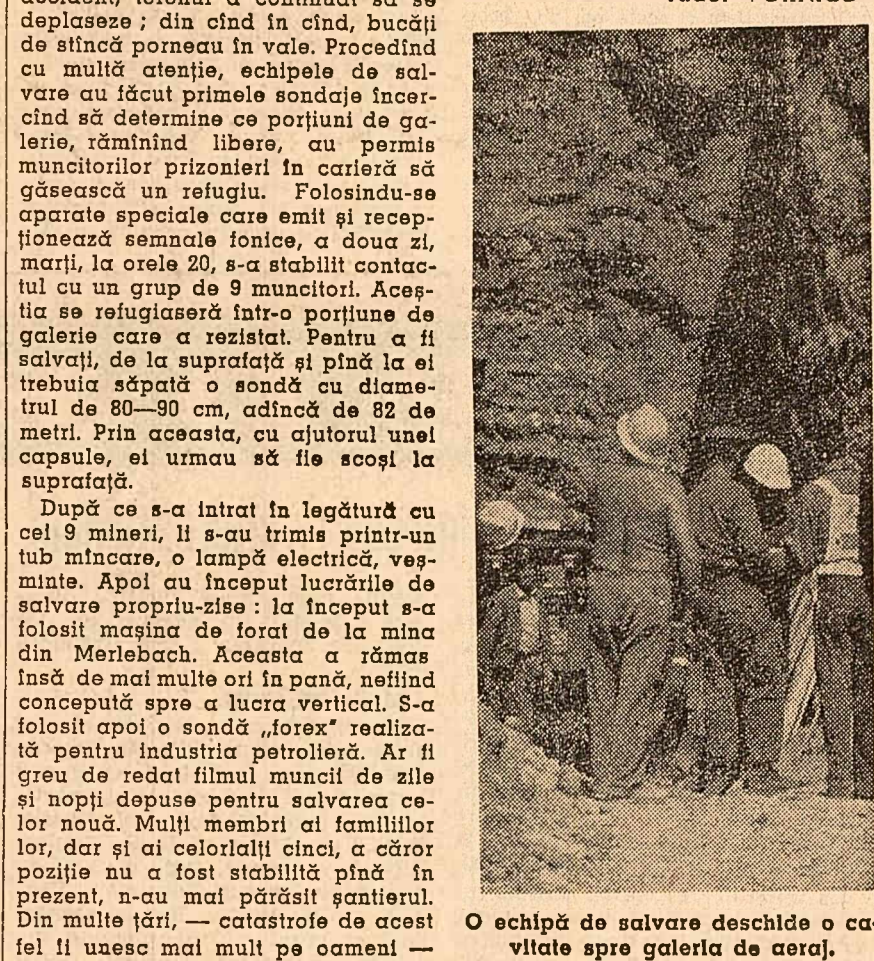 accident, terenul a continuat să se
deplaseze ; din cînd în cînd, bucăți
de stîncă porneau în vale. Procedînd
cu multă atenție, echipele de sal-
vare au făcut primele sondaje încer-
cînd să determine ce porțiuni de ga-
lerie, rămînînd libere, au permis
muncitorilor prizonieri în carieră să
găsească un refugiu. Folosindu-se
aparate speciale care emit și recep-
ționează semnale fonice, a doua zi,
marți, la orele 20, s-a stabilit contac-
tul cu un grup de 9 muncitori. Aceș-
tia se refugiaseră într-o porțiune de
galerie care a rezistat. Pentru a fi
salvați, de la suprafață și pînă la ei
trebuia săpată o sondă cu diame-
trul de 80—90 cm, adîncă de 82 de
metri. Prin aceasta, cu ajutorul unei
capsule, ei urmau să fie scoși la
suprafață.
După ce s-a intrat în legătură cu
cei 9 mineri, li s-au trimis printr-un
tub mîncare, o lampă electrică, veș-
minte. Apoi au început lucrările de
salvare propriu-zise : la început s-a
folosit mașina de forat de la mina
din Merlebach. Aceasta a rămas
însă de mai multe ori în pană, nefiind
concepută spre a lucra vertical. S-a
folosit apoi o sondă „forex" realiza-
tă pentru industria petrolieră. Ar fi
greu de redat filmul muncii de zile
și nopți depuse pentru salvarea ce-
lor nouă. Mulți membri ai familiilor
lor, dar și ai celorlalți cinci, a căror
poziție nu a fost stabilită pînă în
prezent, n-au mai părăsit șantierul.
Din multe țări, — catastrofe de acest
fel îi unesc mai mult pe oameni —
O echipă de salvare deschide o ca-
vitate spre galeria de aeraj.